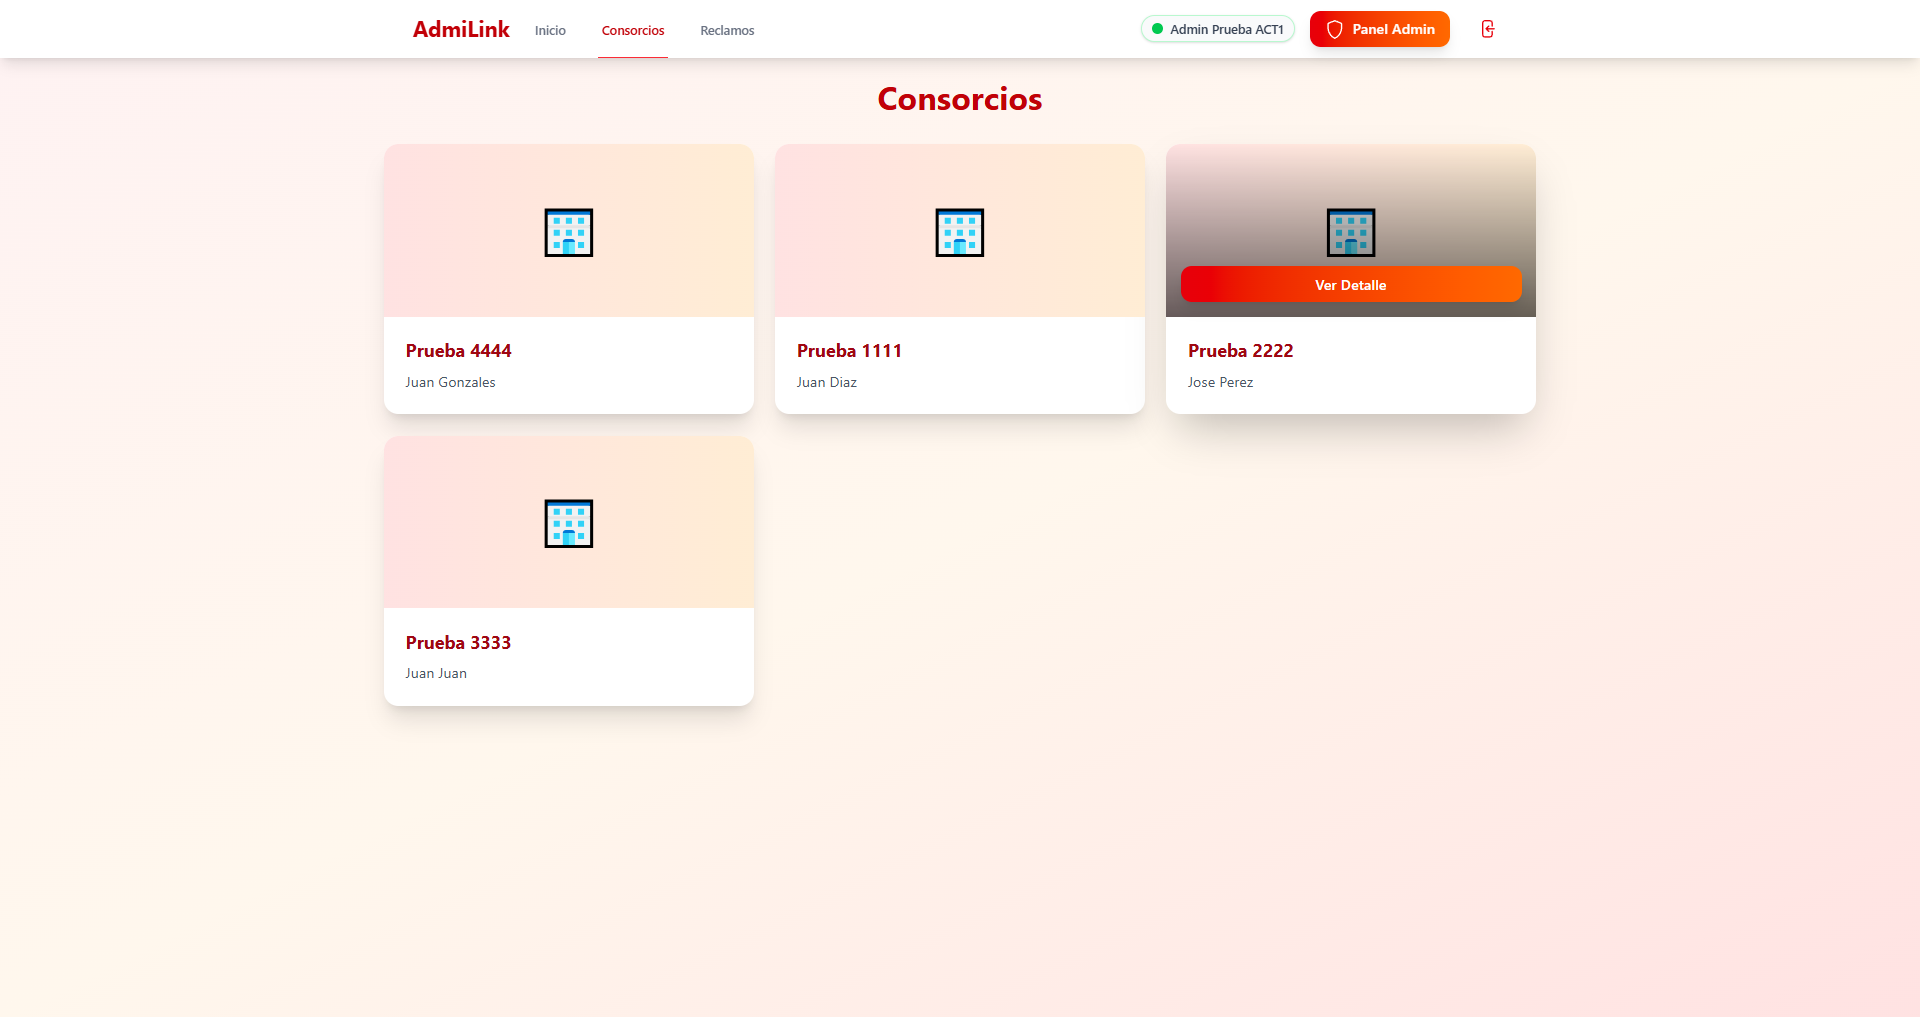 AdmiLink
Inicio
Consorcios
Reclamos
Admin Prueba ACT1
Panel Admin
Consorcios
Prueba 4444
Juan Gonzales
Prueba 1111
Juan Diaz
Ver Detalle
Prueba 2222
Jose Perez
Prueba 3333
Juan Juan